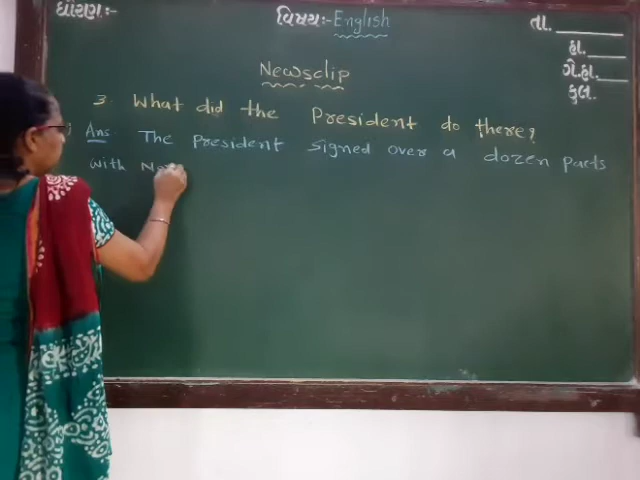 ધોરણ:-
વિષય:- English
તા.
હા.
ગે.હા.
કુલ.
Newsclip
3. What did the President do there?
Ans. The President signed over a dozen pacts
with